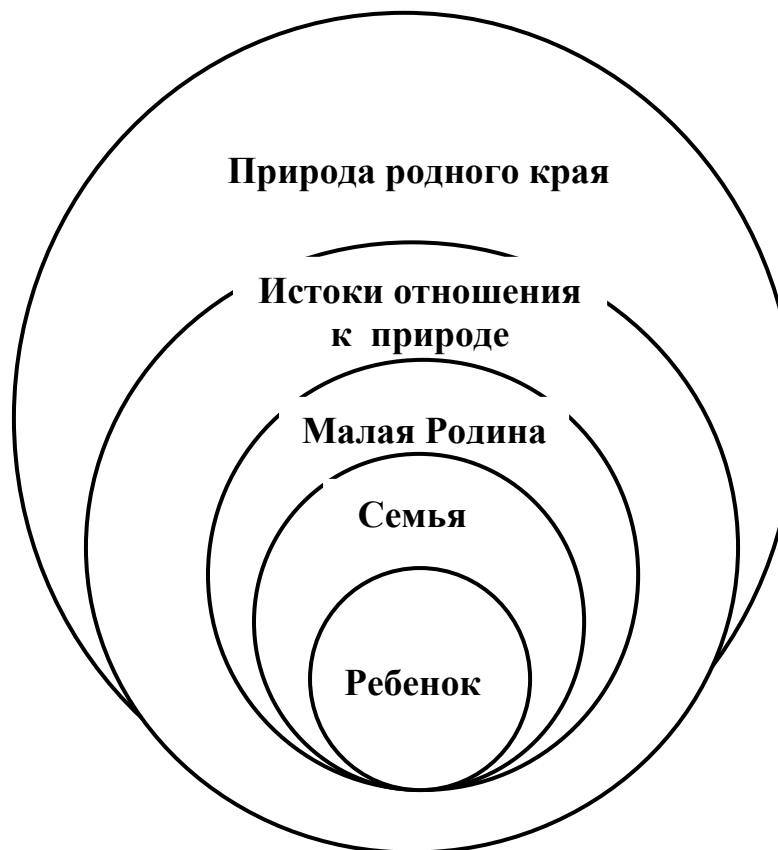 Природа родного края
Истоки отношения
к природе
Малая Родина
Семья
Ребенок